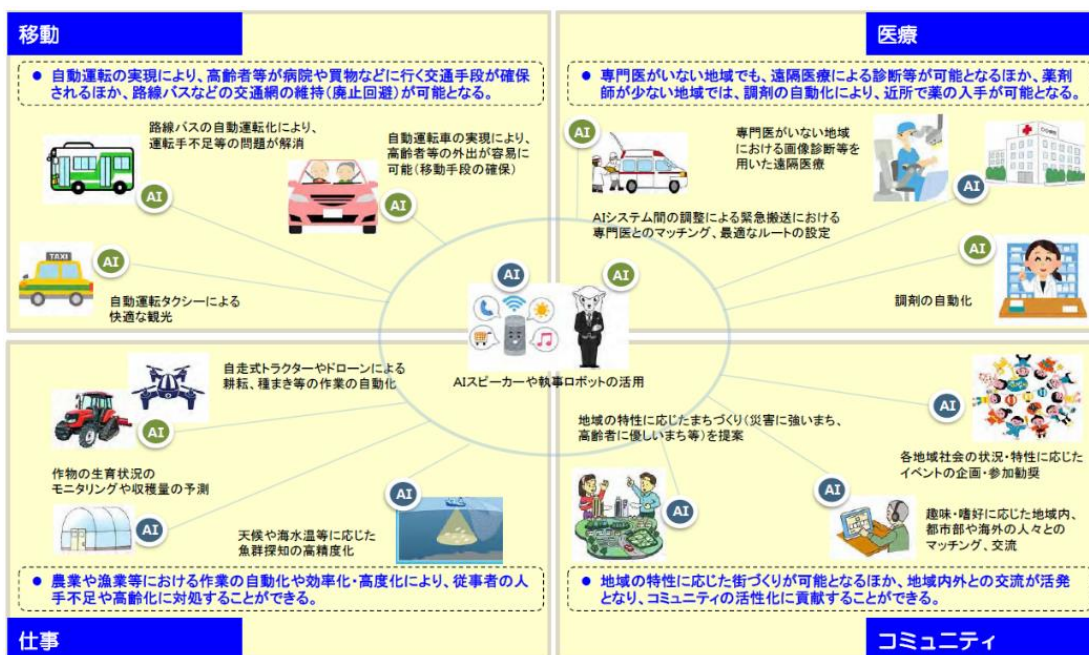 移動
● 自動運転の実現により、高齢者等が病院や買物などに行く交通手段が確保
されるほか、路線バスなどの交通網の維持（廃止回避）が可能となる。
路線バスの自動運転化により、
運転手不足等の問題が解消
AI
自動運転車の実現により、
高齢者等の外出が容易に
可能（移動手段の確保）
AI
TAXI
AI
自動運転タクシーによる
快適な観光
医療
● 専門医がいない地域でも、遠隔医療による診断等が可能となるほか、薬剤
師が少ない地域では、調剤の自動化により、近所で薬の入手が可能となる。
AI
専門医がいない地域
における画像診断等を
用いた遠隔医療
AI
AIシステム間の調整による緊急搬送における
専門医とのマッチング、最適なルートの設定
AI
調剤の自動化
AI
AI
AIスピーカーや執事ロボットの活用
自走式トラクターやドローンによる
耕耘、種まき等の作業の自動化
AI
作物の生育状況の
モニタリングや収穫量の予測
AI
AI
天候や海水温等に応じた
魚群探知の高精度化
● 農業や漁業等における作業の自動化や効率化・高度化により、従事者の人
手不足や高齢化に対処することができる。
仕事
地域の特性に応じたまちづくり（災害に強いまち、
高齢者に優しいまち等）を提案
AI
AI
各地域社会の状況・特性に応じた
イベントの企画・参加勧奨
AI
趣味・嗜好に応じた地域内、
都市部や海外の人々との
マッチング、交流
● 地域の特性に応じた街づくりが可能となるほか、地域内外との交流が活発
となり、コミュニティの活性化に貢献することができる。
コミュニティ